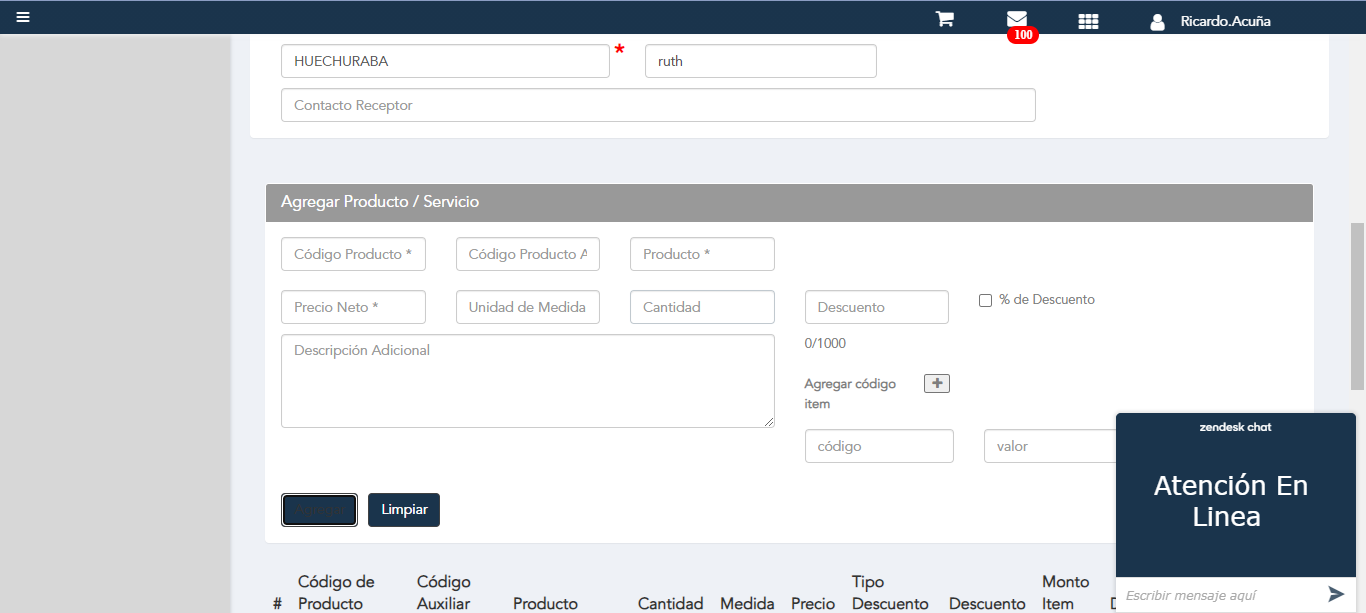 Ricardo.Acuña
100
HUECHURABA * ruth
Contacto Receptor
Agregar Producto / Servicio
Código Producto * Código Producto A Producto *
Precio Neto * Unidad de Medida Cantidad Descuento % de Descuento
Descripción Adicional
0/1000
Agregar código
item
+
código valor
Agregar Limpiar
zendesk chat
Atención En
Linea
Escribir mensaje aquí
# Código de Producto Código Auxiliar Producto Cantidad Medida Precio Tipo Descuento Descuento Monto Item